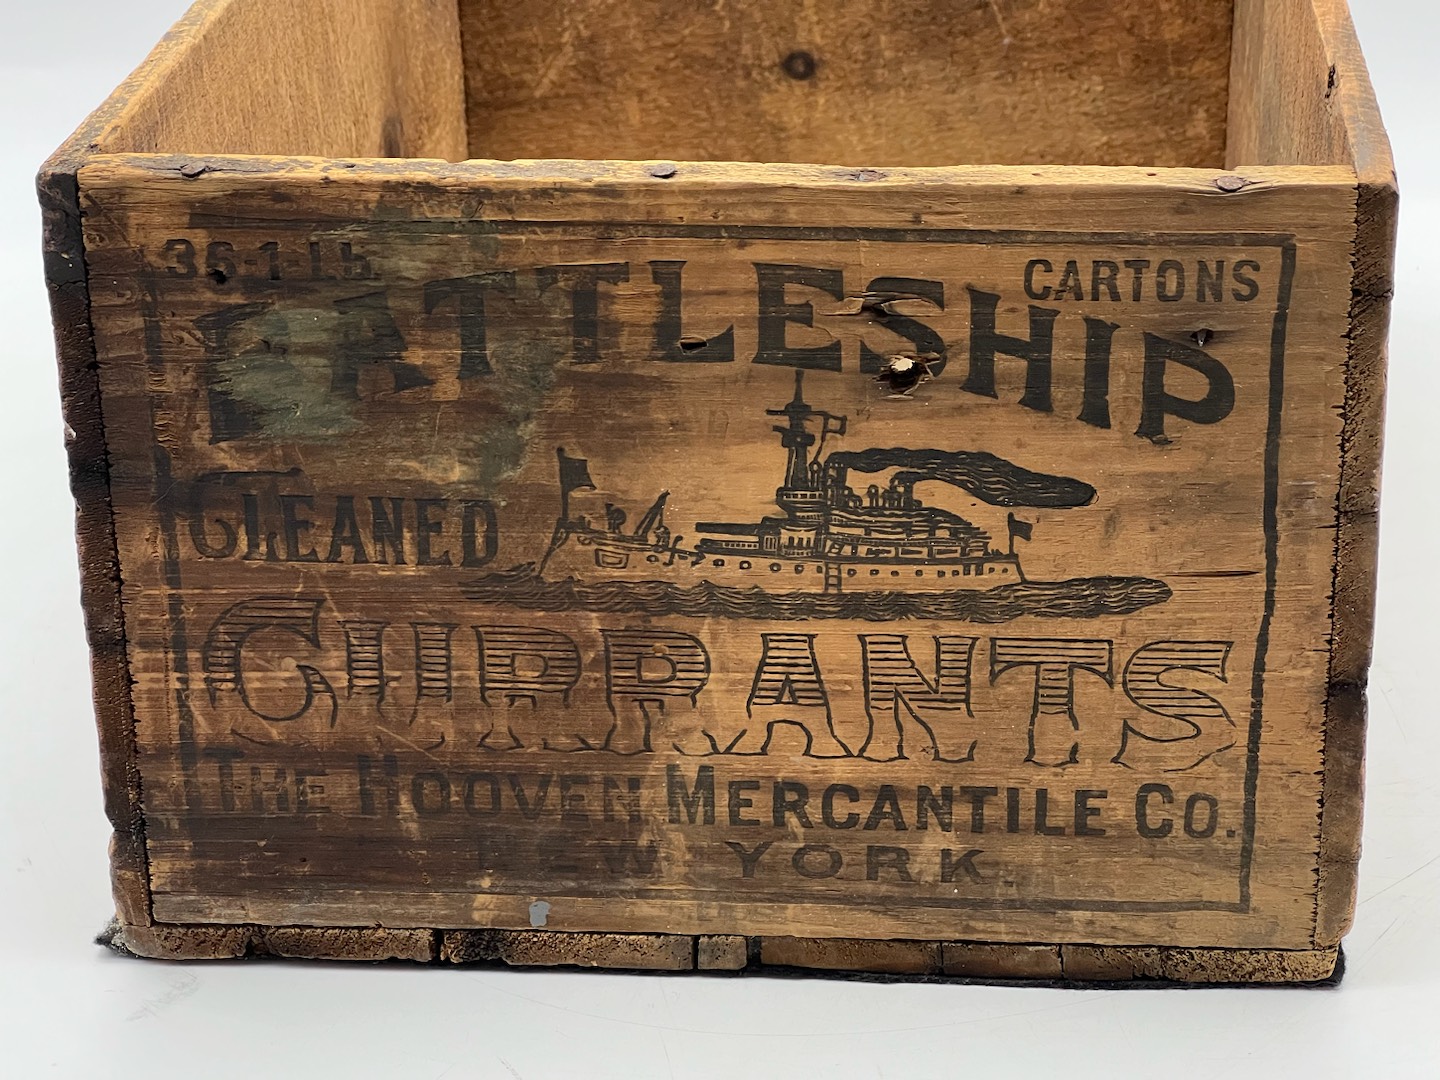 36-1-Lb. CARTONS
BATTLESHIP
CLEANED
CURRANTS
THE HOOVEN MERCANTILE CO.
NEW YORK.